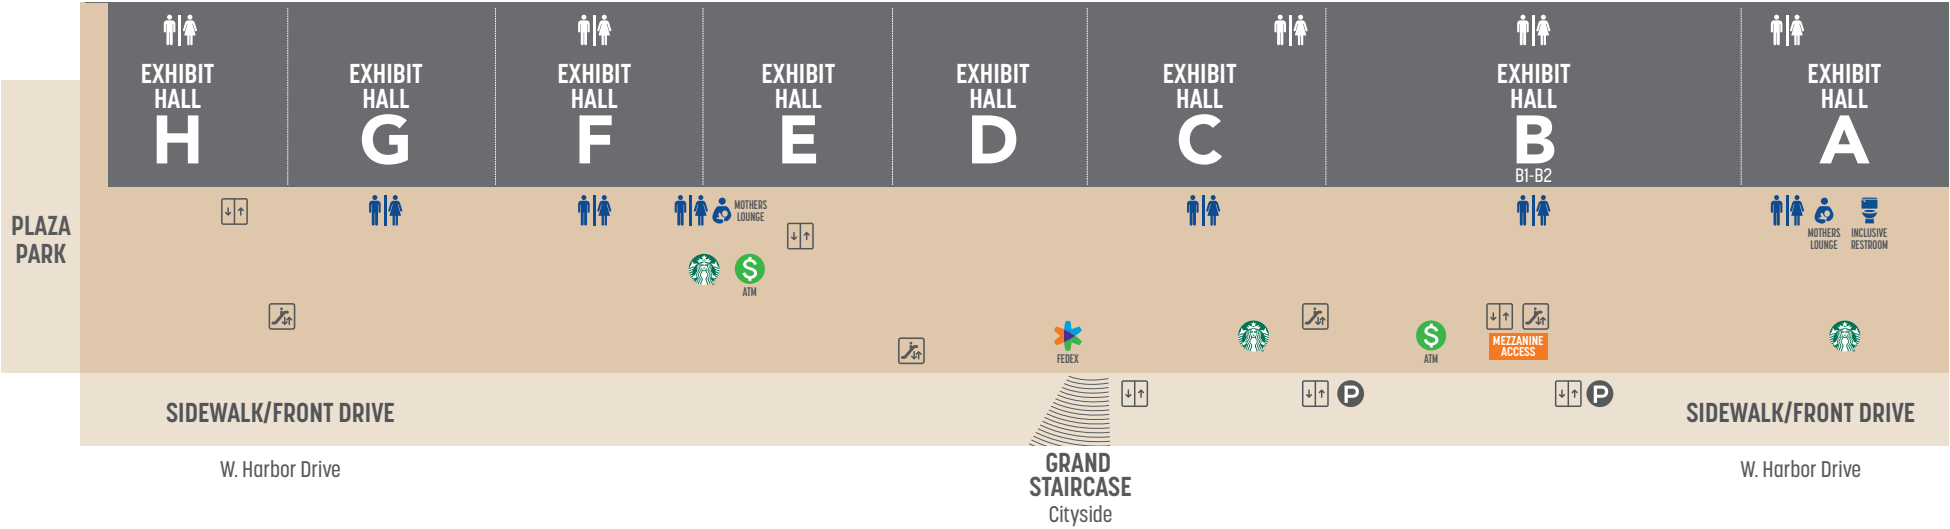 EXHIBIT
HALL
H
EXHIBIT
HALL
G
EXHIBIT
HALL
F
EXHIBIT
HALL
E
EXHIBIT
HALL
D
EXHIBIT
HALL
C
EXHIBIT
HALL
B
B1-B2
EXHIBIT
HALL
A
PLAZA
PARK
MOTHERS
LOUNGE
MOTHERS
LOUNGE
INCLUSIVE
RESTROOM
$
ATM
FEDEX
$
ATM
MEZZANINE
ACCESS
P
P
SIDEWALK/FRONT DRIVE
SIDEWALK/FRONT DRIVE
W. Harbor Drive
GRAND
STAIRCASE
Cityside
W. Harbor Drive